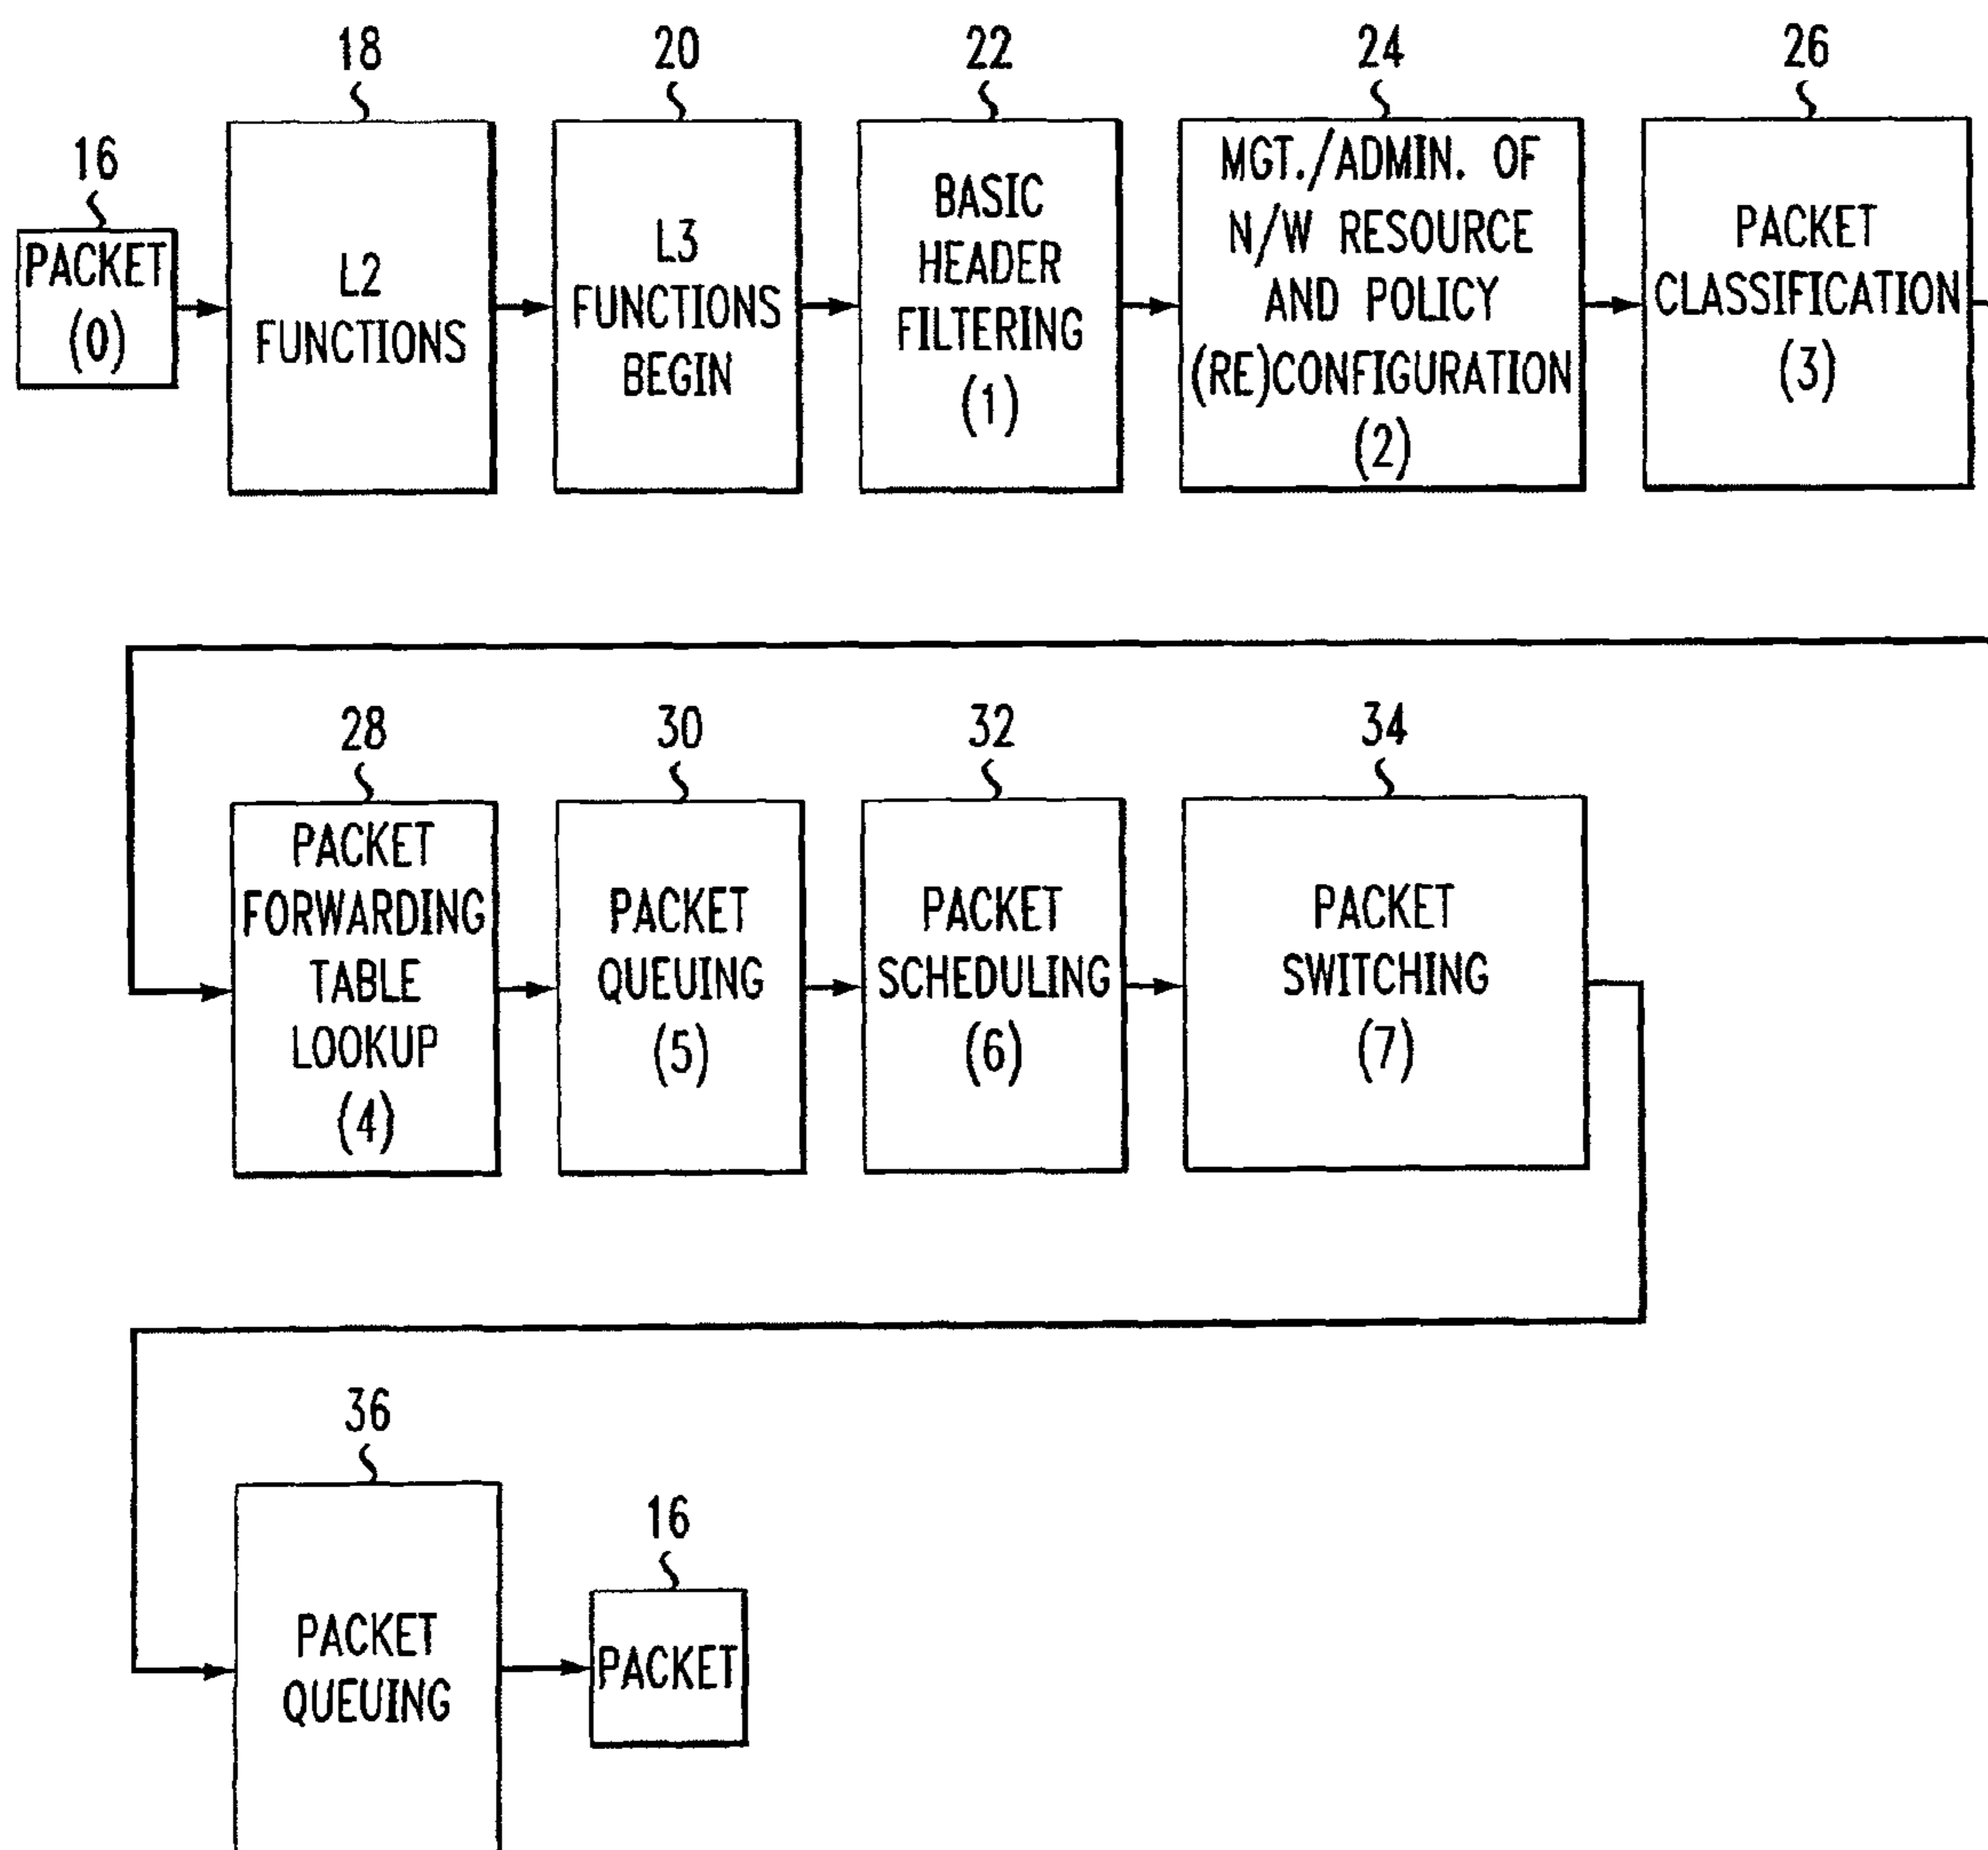 18
20
22
24
26
16
PACKET
(0)
L2
FUNCTIONS
L3
FUNCTIONS
BEGIN
BASIC
HEADER
FILTERING
(1)
MGT./ADMIN. OF
N/W RESOURCE
AND POLICY
(RE)CONFIGURATION
(2)
PACKET
CLASSIFICATION
(3)
28
30
32
34
PACKET
FORWARDING
TABLE
LOOKUP
(4)
PACKET
QUEUING
(5)
PACKET
SCHEDULING
(6)
PACKET
SWITCHING
(7)
36
16
PACKET
QUEUING
PACKET